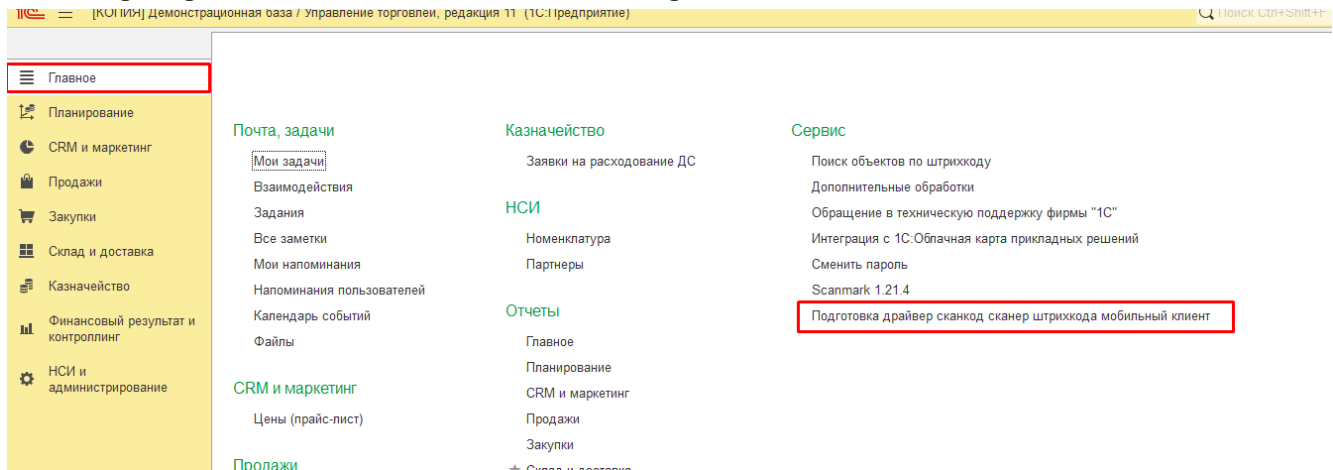 [КОПИЯ] Демонстрационная база / Управление торговлей, редакция 11 (1С:Предприятие)
Поиск Ctrl+Shift+F
Главное
Планирование
CRM и маркетинг
Продажи
Закупки
Склад и доставка
Казначейство
Финансовый результат и
контроллинг
НСИ и
администрирование
Почта, задачи
Мои задачи
Взаимодействия
Задания
Все заметки
Мои напоминания
Напоминания пользователей
Календарь событий
Файлы
CRM и маркетинг
Цены (прайс-лист)
Продажи
Казначейство
Заявки на расходование ДС
НСИ
Номенклатура
Партнеры
Отчеты
Главное
Планирование
CRM и маркетинг
Продажи
Закупки
Склад и доставка
Сервис
Поиск объектов по штрихкоду
Дополнительные обработки
Обращение в техническую поддержку фирмы "1С"
Интеграция с 1С:Облачная карта прикладных решений
Сменить пароль
Scanmark 1.21.4
Подготовка драйвер сканкод сканер штрихкода мобильный клиент